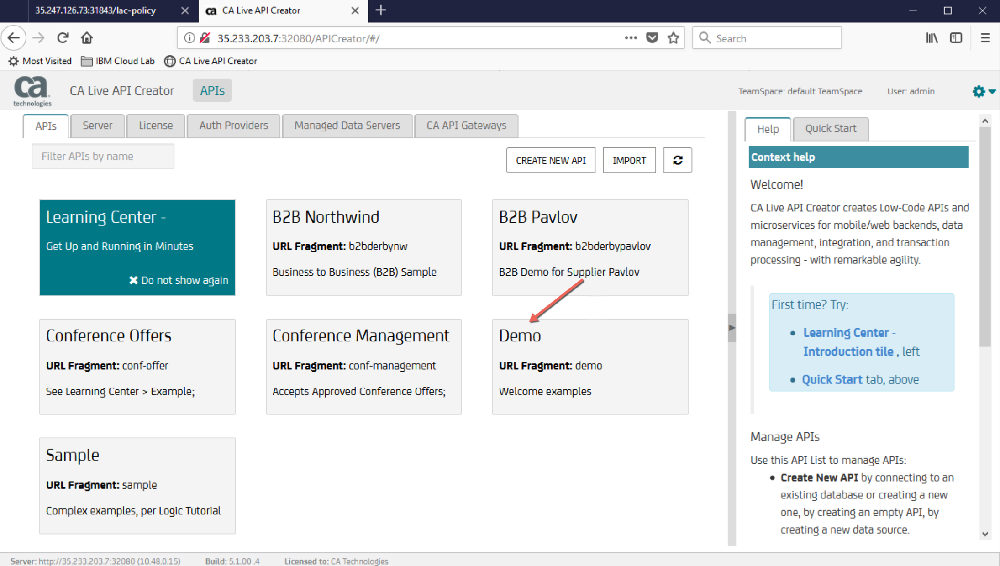 35.247.126.73:31843/lac-policy
ca CA Live API Creator
35.233.203.7:32080/APICreator/#/
Search
Most Visited
IBM Cloud Lab
CA Live API Creator
ca
technologies
CA Live API Creator
APIs
TeamSpace: default TeamSpace
User: admin
APIs
Server
License
Auth Providers
Managed Data Servers
CA API Gateways
Filter APIs by name
CREATE NEW API
IMPORT
Learning Center -
Get Up and Running in Minutes
Do not show again
B2B Northwind
URL Fragment: b2bderbynw
Business to Business (B2B) Sample
B2B Pavlov
URL Fragment: b2bderbypavlov
B2B Demo for Supplier Pavlov
Conference Offers
URL Fragment: conf-offer
See Learning Center > Example;
Conference Management
URL Fragment: conf-management
Accepts Approved Conference Offers;
Demo
URL Fragment: demo
Welcome examples
Sample
URL Fragment: sample
Complex examples, per Logic Tutorial
Help
Quick Start
Context help
Welcome!
CA Live API Creator creates Low-Code APIs and
microservices for mobile/web backends, data
management, integration, and transaction
processing - with remarkable agility.
First time? Try:
• Learning Center -
Introduction tile , left
• Quick Start tab, above
Manage APIs
Use this API List to manage APIs:
• Create New API by connecting to an
existing database or creating a new
one, by creating an empty API, by
creating a new data source.
Server: http://35.233.203.7:32080 (10.48.0.15)
Build: 5.1.00 .4
Licensed to: CA Technologies